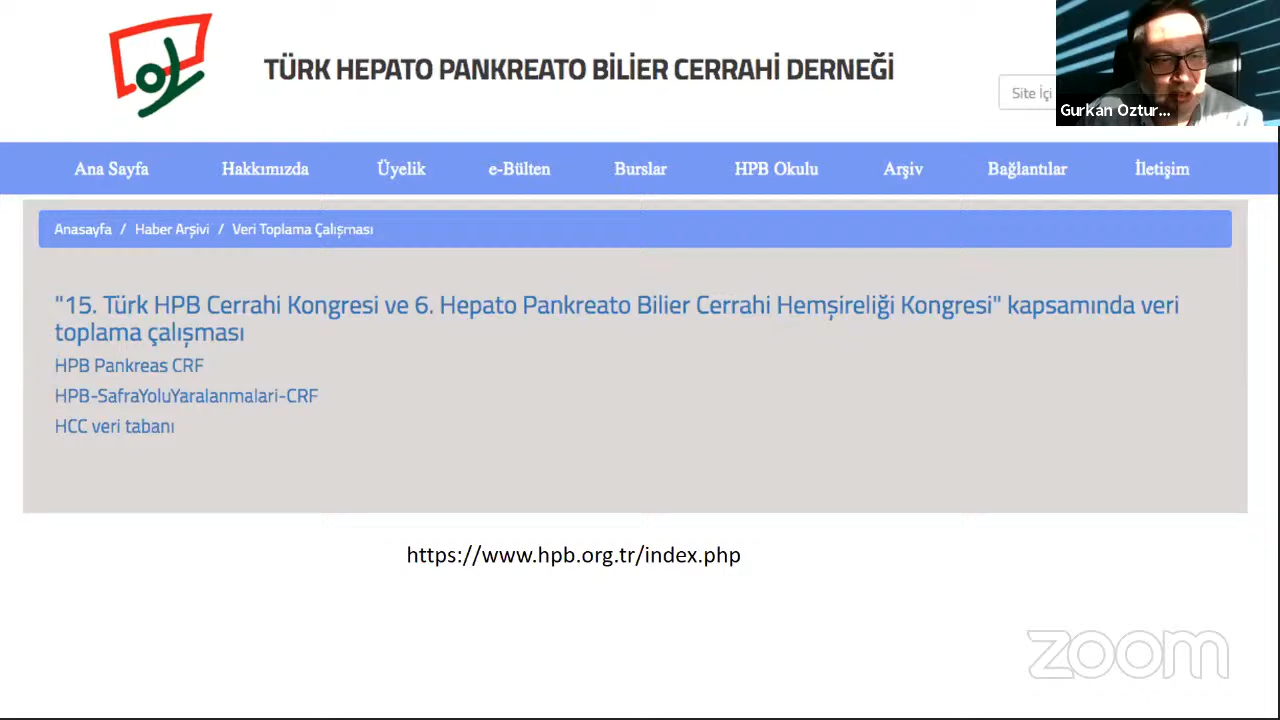 TÜRK HEPATO PANKREATO BİLİER CERRAHİ DERNEĞİ
Site İçi
Gurkan Oztur...
Ana Sayfa Hakkımızda Üyelik e-Bülten Burslar HPB Okulu Arşiv Bağlantılar İletişim
Anasayfa / Haber Arşivi / Veri Toplama Çalışması
"15. Türk HPB Cerrahi Kongresi ve 6. Hepato Pankreato Bilier Cerrahi Hemşireliği Kongresi" kapsamında veri
toplama çalışması
HPB Pankreas CRF
HPB-SafraYoluYaralanmalari-CRF
HCC veri tabanı
https://www.hpb.org.tr/index.php
zoom